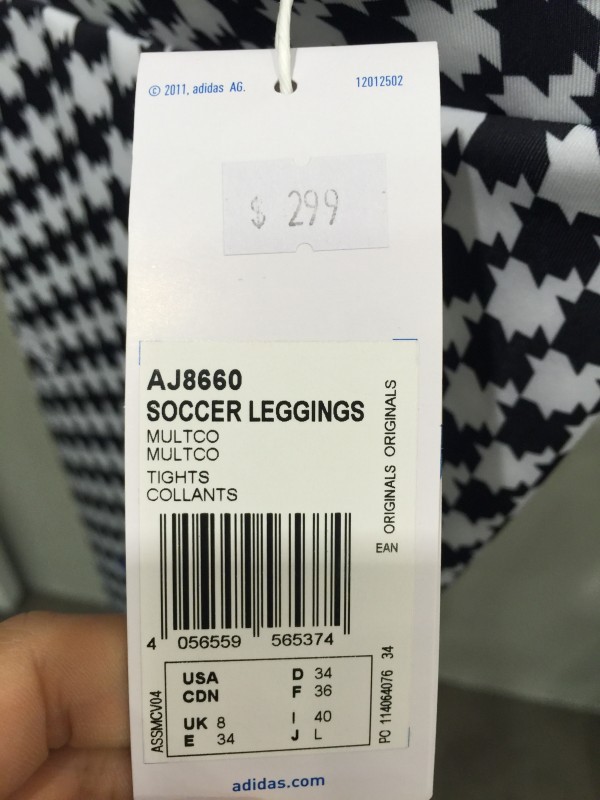 © 2011, adidas AG. 12012502
$ 299
AJ8660
SOCCER LEGGINGS
MULTCO
MULTCO
TIGHTS
COLLANTS
ORIGINALS ORIGINALS
EAN
4 056559 565374
ASSMCV04
USA D 34
CDN F 36
UK 8 I 40
E 34 J L
PO 114064076 34
adidas.com